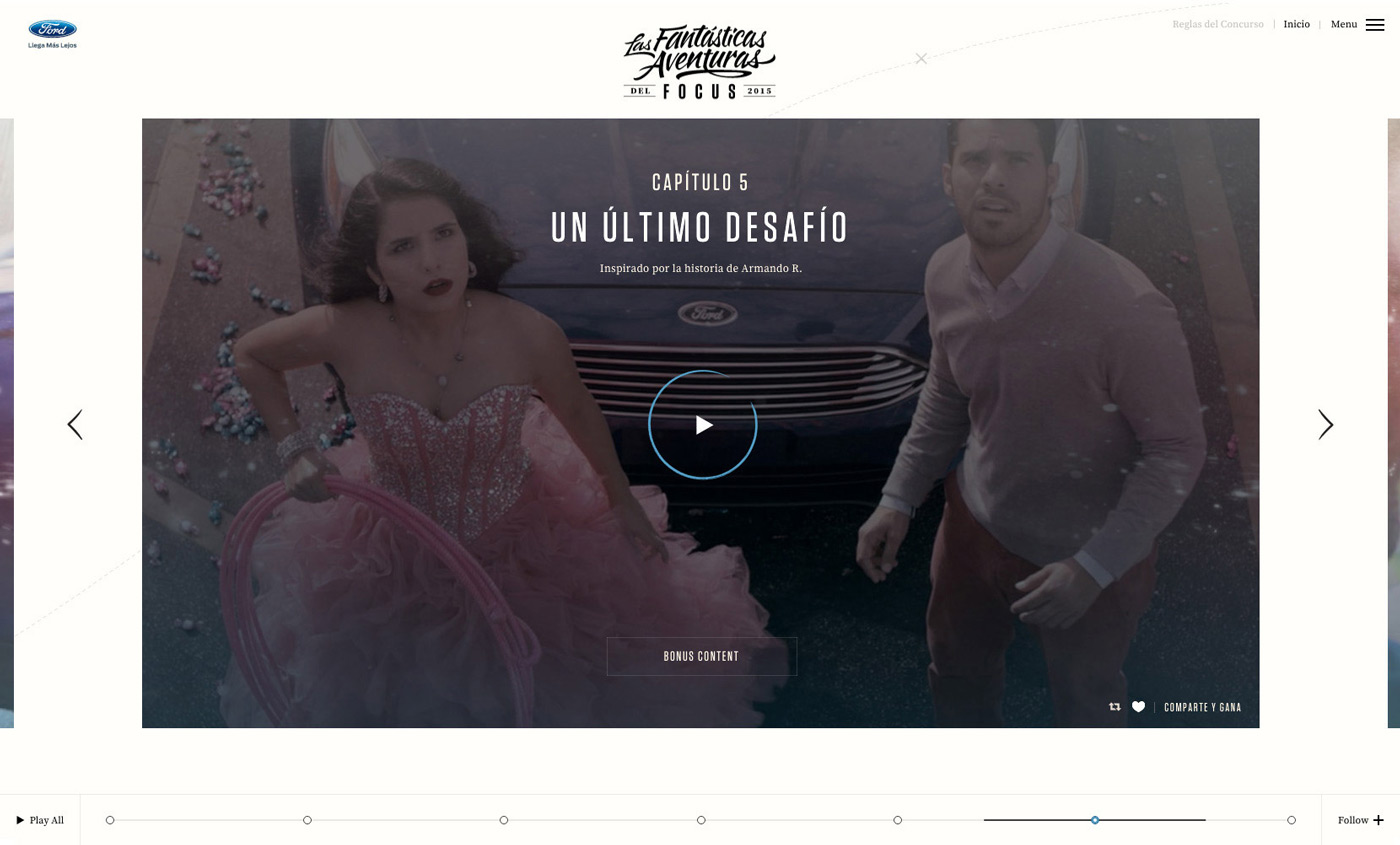 Ford
Llega Más Lejos
Las Fantásticas
Aventuras
DEL FOCUS 2015
Reglas del Concurso | Inicio | Menu
CAPÍTULO 5
UN ÚLTIMO DESAFÍO
Inspirado por la historia de Armando R.
Ford
BONUS CONTENT
COMPARTE Y GANA
Play All
Follow